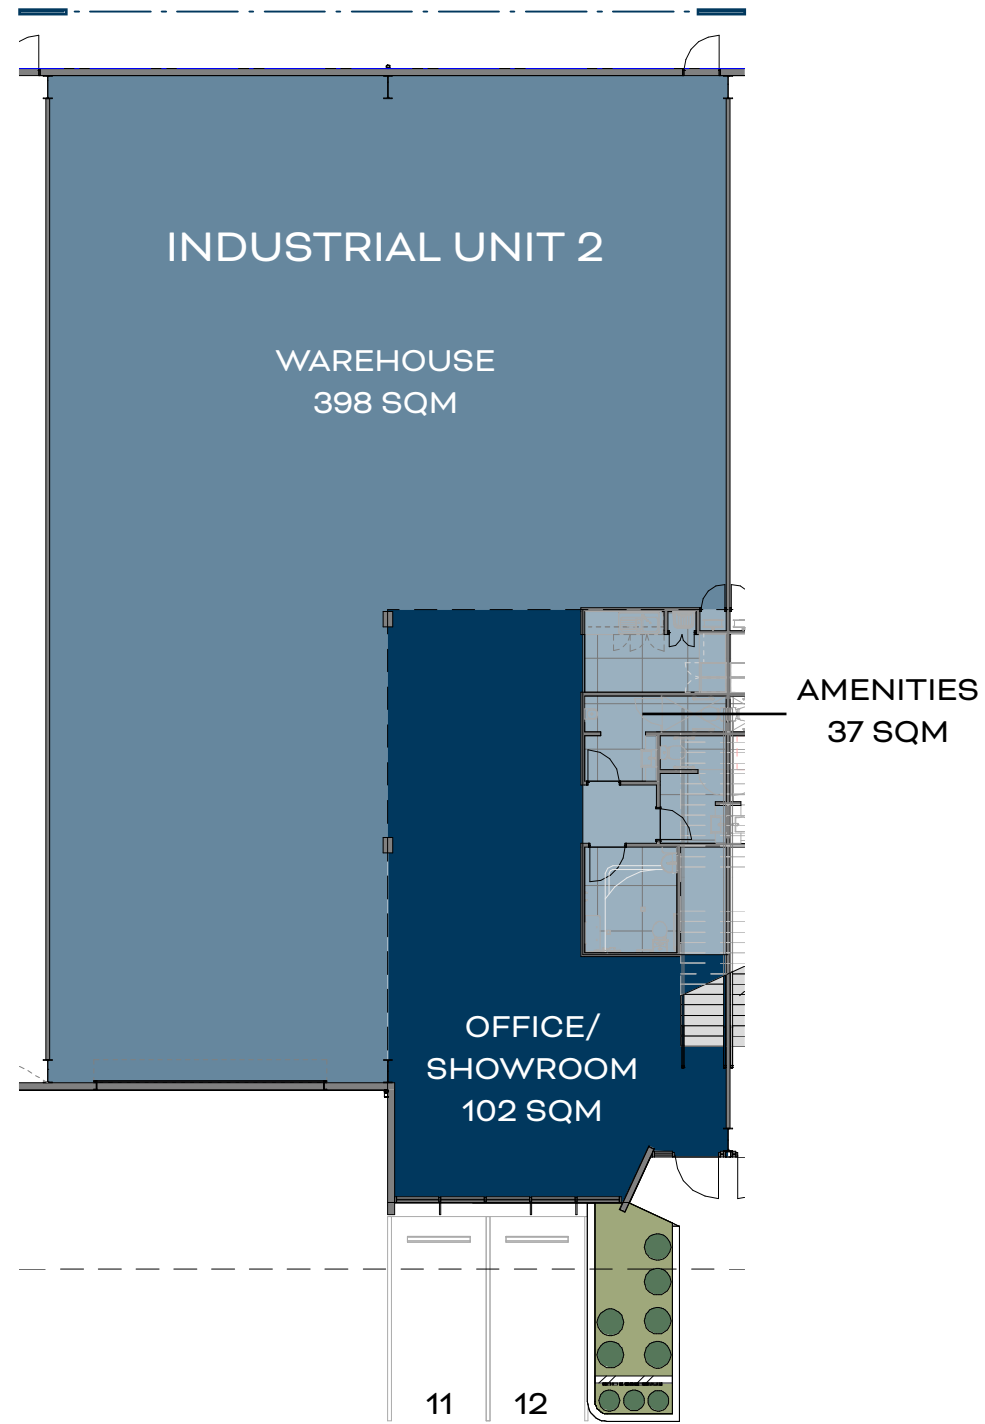 INDUSTRIAL UNIT 2
WAREHOUSE
398 SQM
AMENITIES
37 SQM
OFFICE/
SHOWROOM
102 SQM
11 12